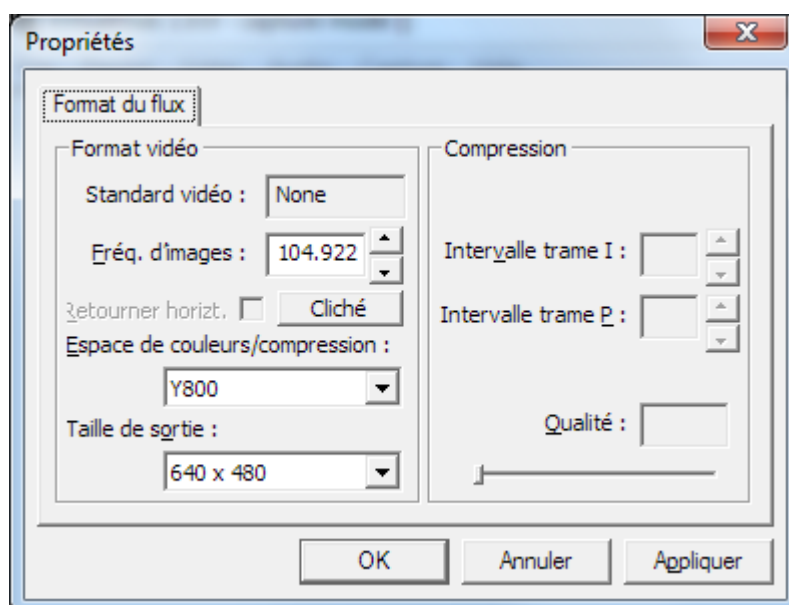 Propriétés
Format du flux
Format vidéo
Standard vidéo : None
Fréq. d'images : 104.922
Retourner horizt. Cliché
Espace de couleurs/compression :
Y800
Taille de sortie :
640 x 480
Compression
Intervalle trame I :
Intervalle trame P :
Qualité :
OK Annuler Appliquer